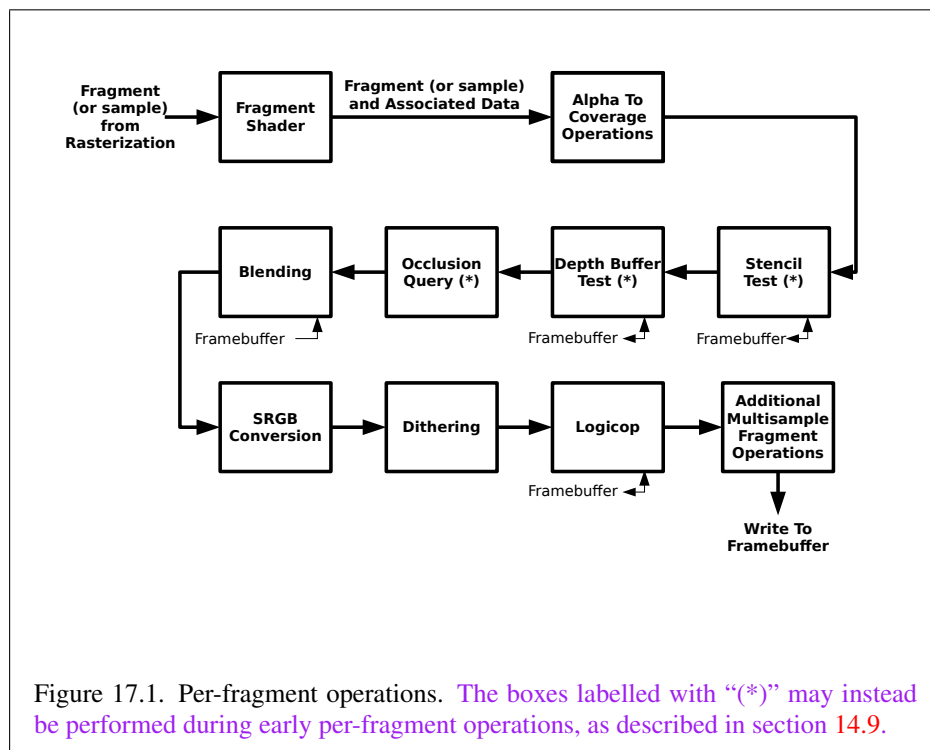 Fragment
(or sample)
from
Rasterization
Fragment
Shader
Fragment (or sample)
and Associated Data
Alpha To
Coverage
Operations
Blending
Occlusion
Query (*)
Depth Buffer
Test (*)
Stencil
Test (*)
Framebuffer
Framebuffer
Framebuffer
SRGB
Conversion
Dithering
Logicop
Additional
Multisample
Fragment
Operations
Framebuffer
Write To
Framebuffer
Figure 17.1. Per-fragment operations. The boxes labelled with “(*)” may instead
be performed during early per-fragment operations, as described in section 14.9.